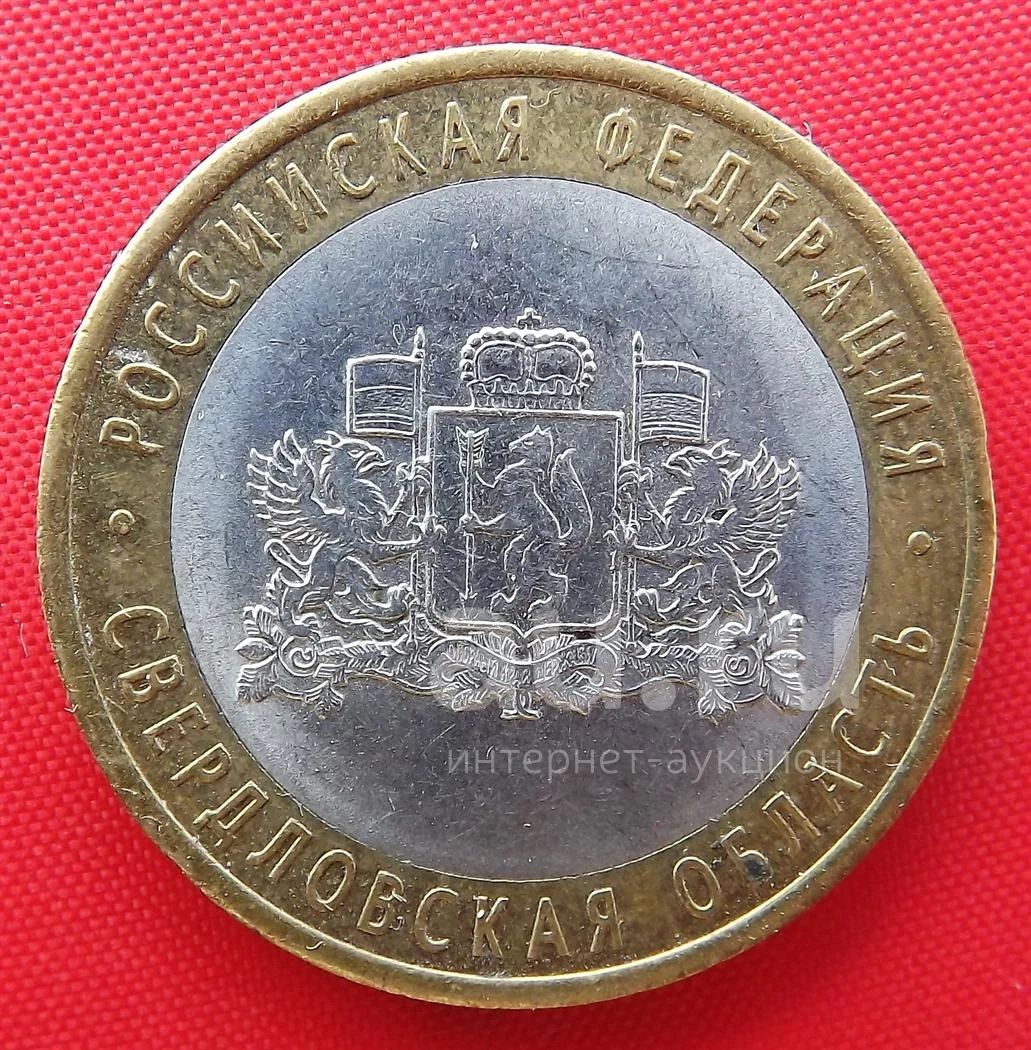 РОССИЙСКАЯ ФЕДЕРАЦИЯ
СВЕРДЛОВСКАЯ ОБЛАСТЬ
интернет-аукцион